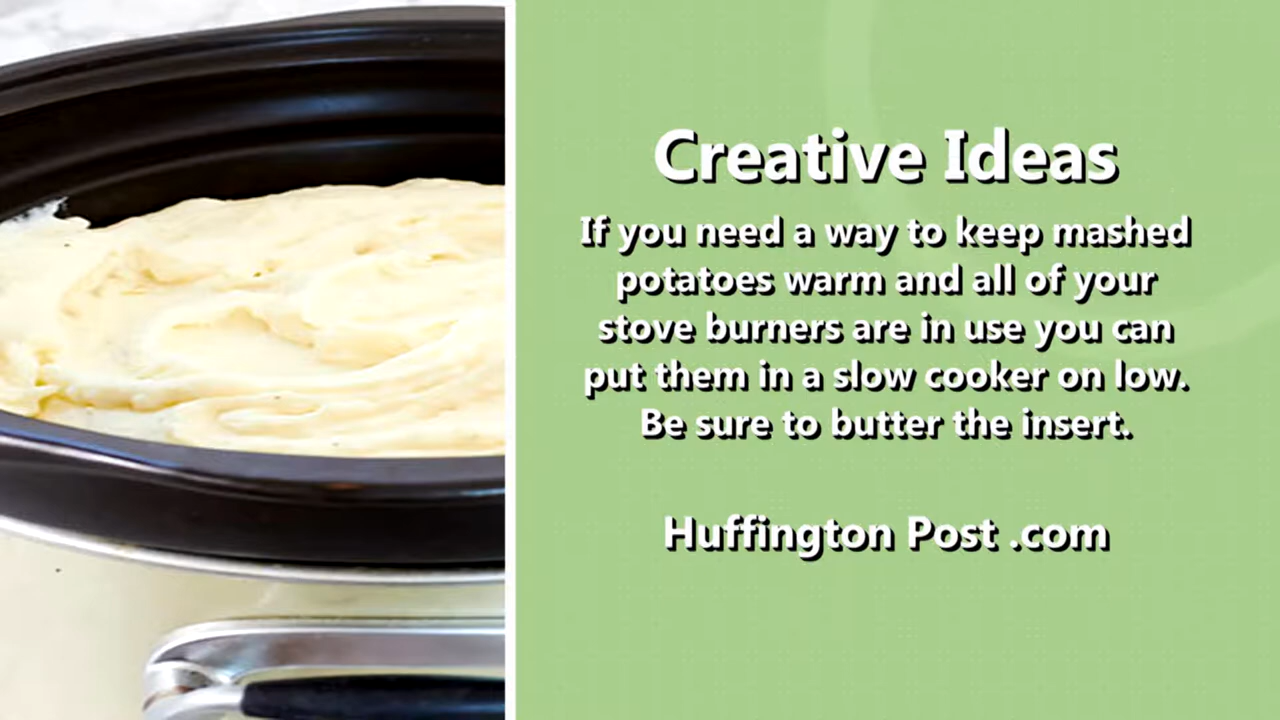 Creative Ideas
If you need a way to keep mashed
potatoes warm and all of your
stove burners are in use you can
put them in a slow cooker on low.
Be sure to butter the insert.
Huffington Post .com